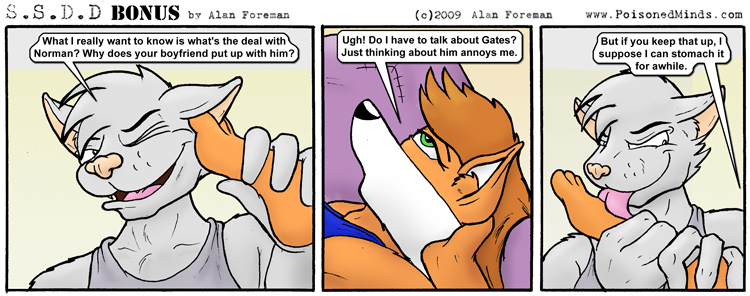 S.S.D.D BONUS by Alan Foreman (c)2009 Alan Foreman www.PoisonedMinds.com
What I really want to know is what's the deal with
Norman? Why does your boyfriend put up with him?
Ugh! Do I have to talk about Gates?
Just thinking about him annoys me.
But if you keep that up, I
suppose I can stomach it
for awhile.